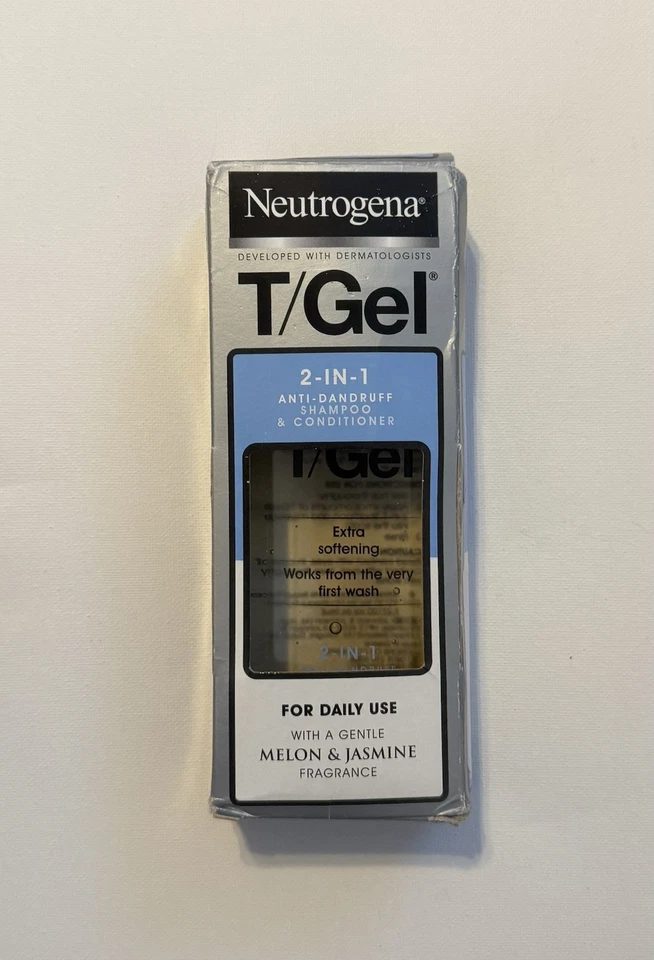 Neutrogena®
DEVELOPED WITH DERMATOLOGISTS
T/Gel®
2-IN-1
ANTI-DANDRUFF
SHAMPOO
& CONDITIONER
T/Gel
Extra
softening
Works from the very
first wash
2-IN-1
FOR DAILY USE
WITH A GENTLE
MELON & JASMINE
FRAGRANCE